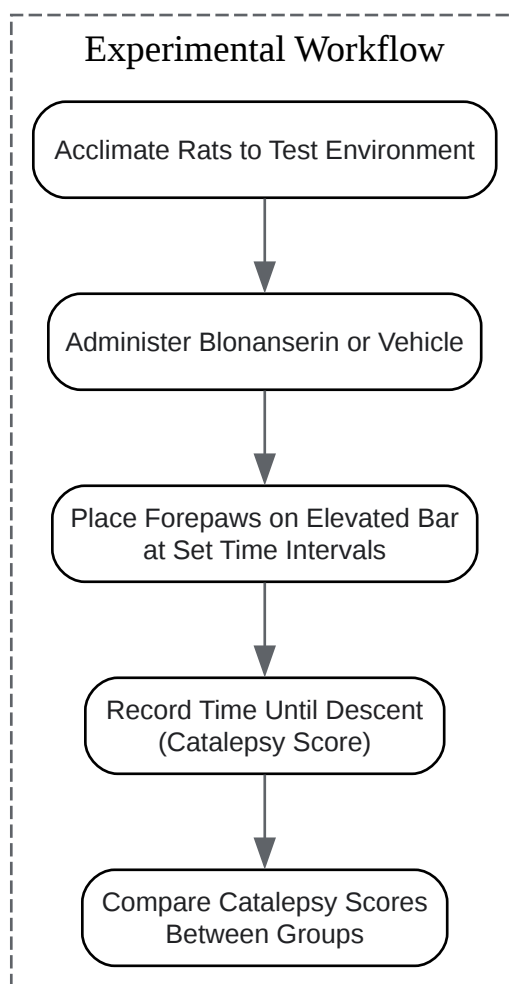 Experimental Workflow
Acclimate Rats to Test Environment
Administer Blonanserin or Vehicle
Place Forepaws on Elevated Bar
at Set Time Intervals
Record Time Until Descent
(Catalepsy Score)
Compare Catalepsy Scores
Between Groups